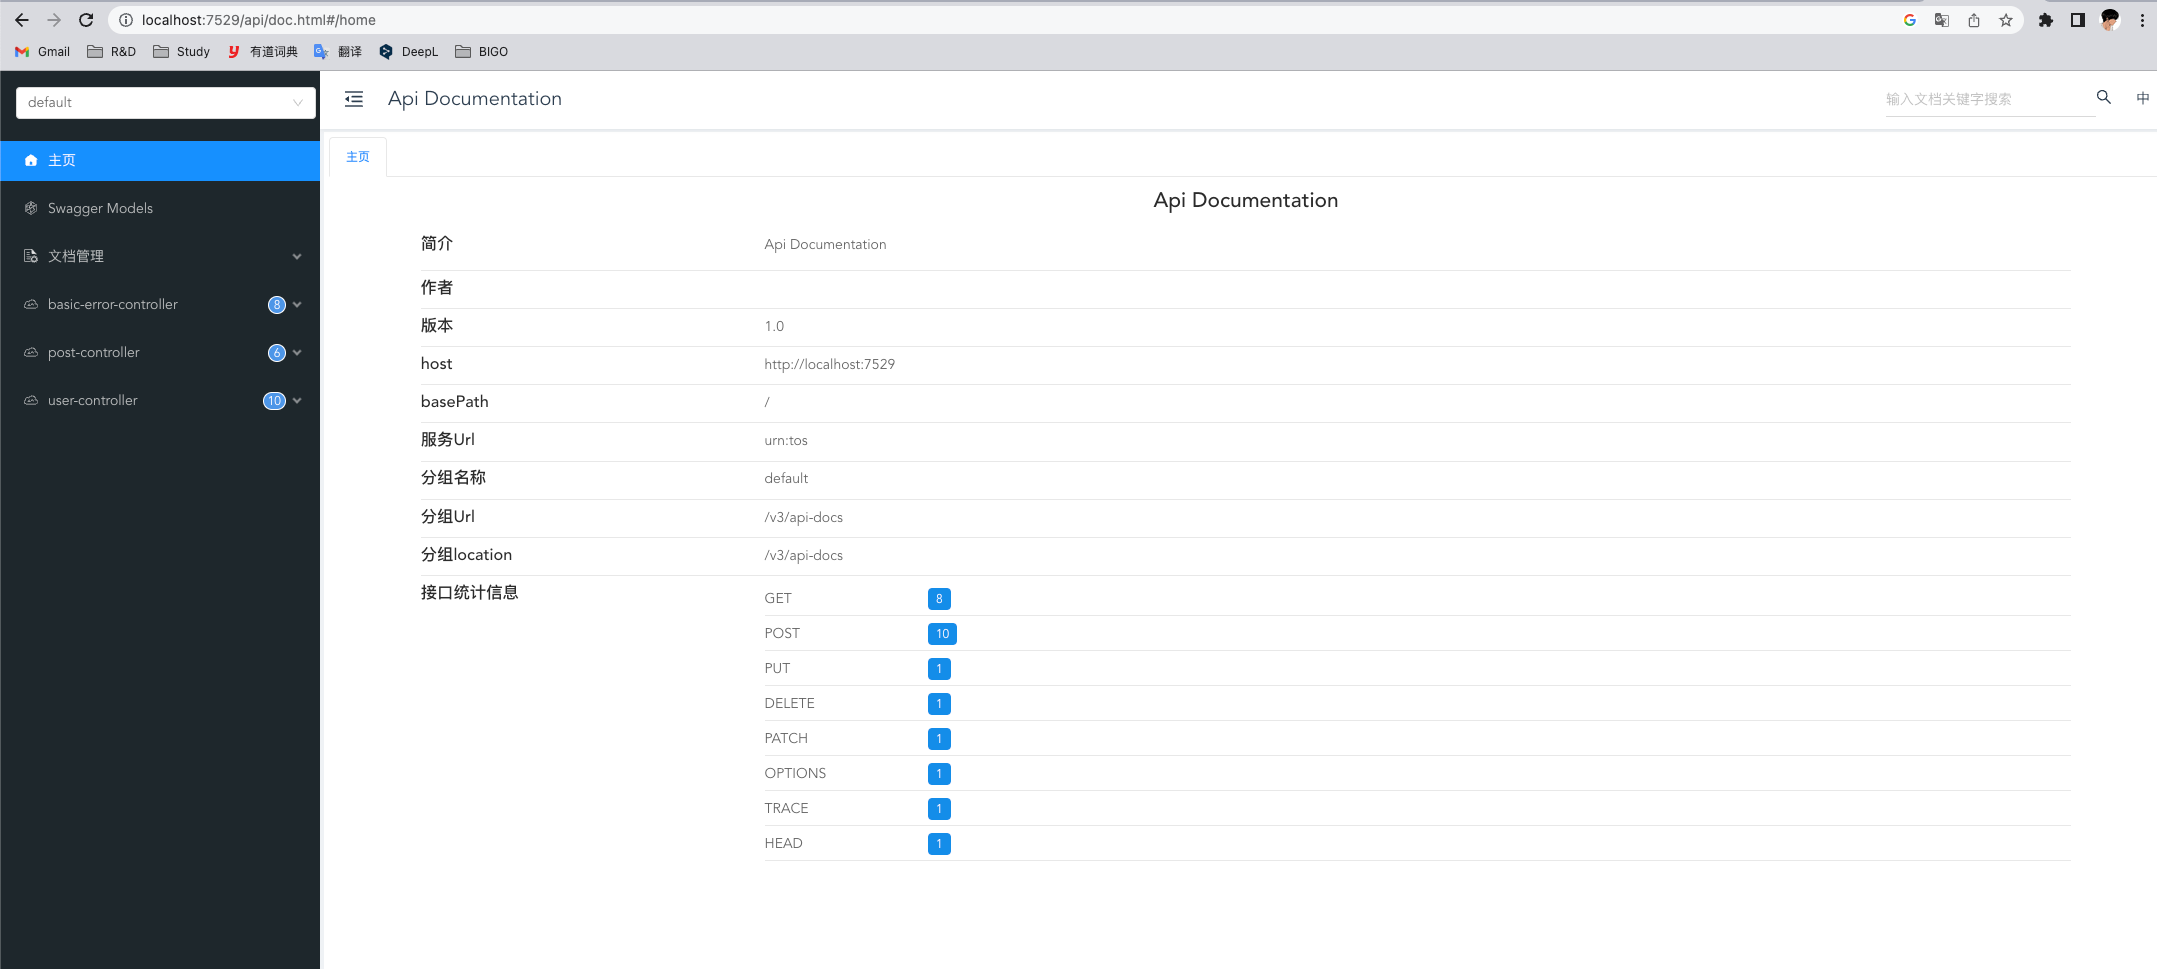 localhost:7529/api/doc.html#/home
Gmail R&D Study 有道词典 翻译 DeepL BIGO
default
Api Documentation
输入文档关键字搜索
中
主页
Swagger Models
文档管理
basic-error-controller 8
post-controller 6
user-controller 10
主页
Api Documentation
简介 Api Documentation
作者
版本 1.0
host http://localhost:7529
basePath /
服务Url urn:tos
分组名称 default
分组Url /v3/api-docs
分组location /v3/api-docs
接口统计信息
GET 8
POST 10
PUT 1
DELETE 1
PATCH 1
OPTIONS 1
TRACE 1
HEAD 1